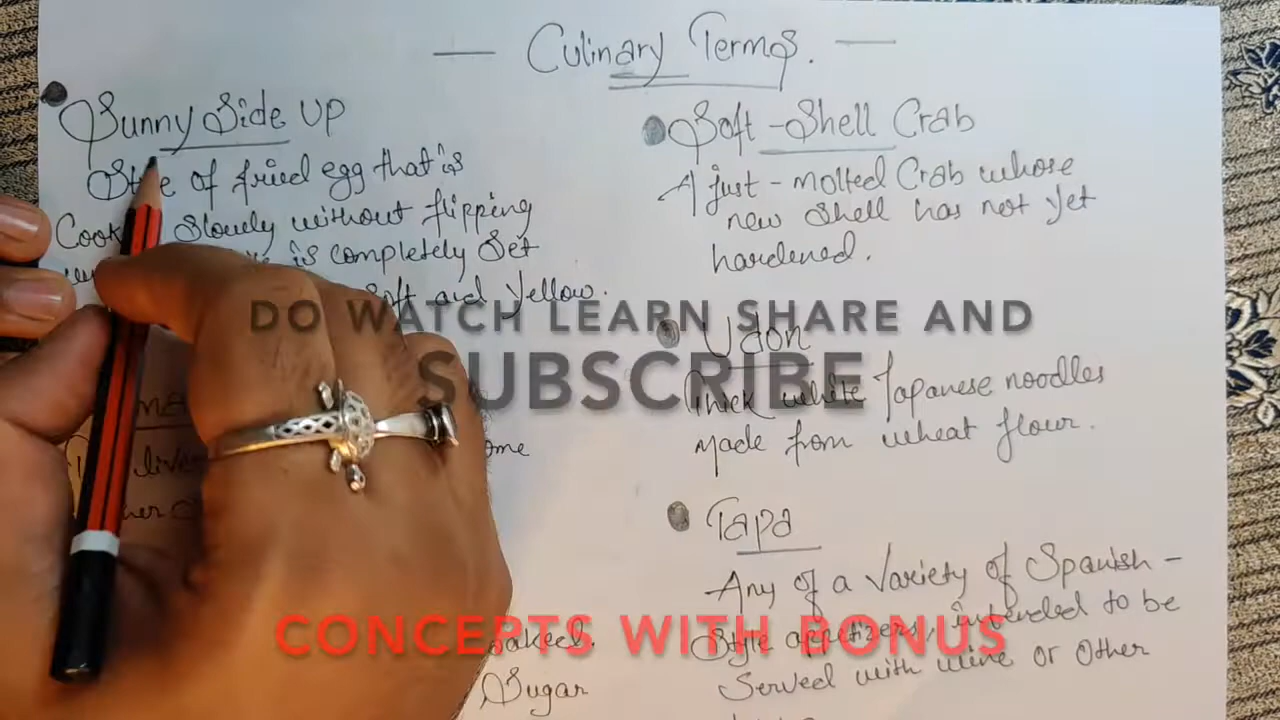 Culinary Terms.
Sunny Side Up
Style of fried egg that is
Cook slowly without flipping
is completely Set
Soft and yellow.
ome
baked.
Sugar
Soft-Shell Crab
A just-molted Crab whose
new Shell has not yet
hardened.
Udon
Thick white Japanese noodles
made from wheat flour.
Tapa
Any of a Variety of Spanish-
Style appetizers, intended to be
Served with wine or Other
DO WATCH LEARN SHARE AND
SUBSCRIBE
CONCEPTS WITH BONUS